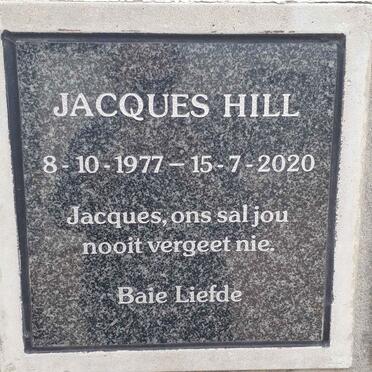 JACQUES HILL
8 - 10 - 1977 – 15 - 7 - 2020
Jacques, ons sal jou
nooit vergeet nie.
Baie Liefde